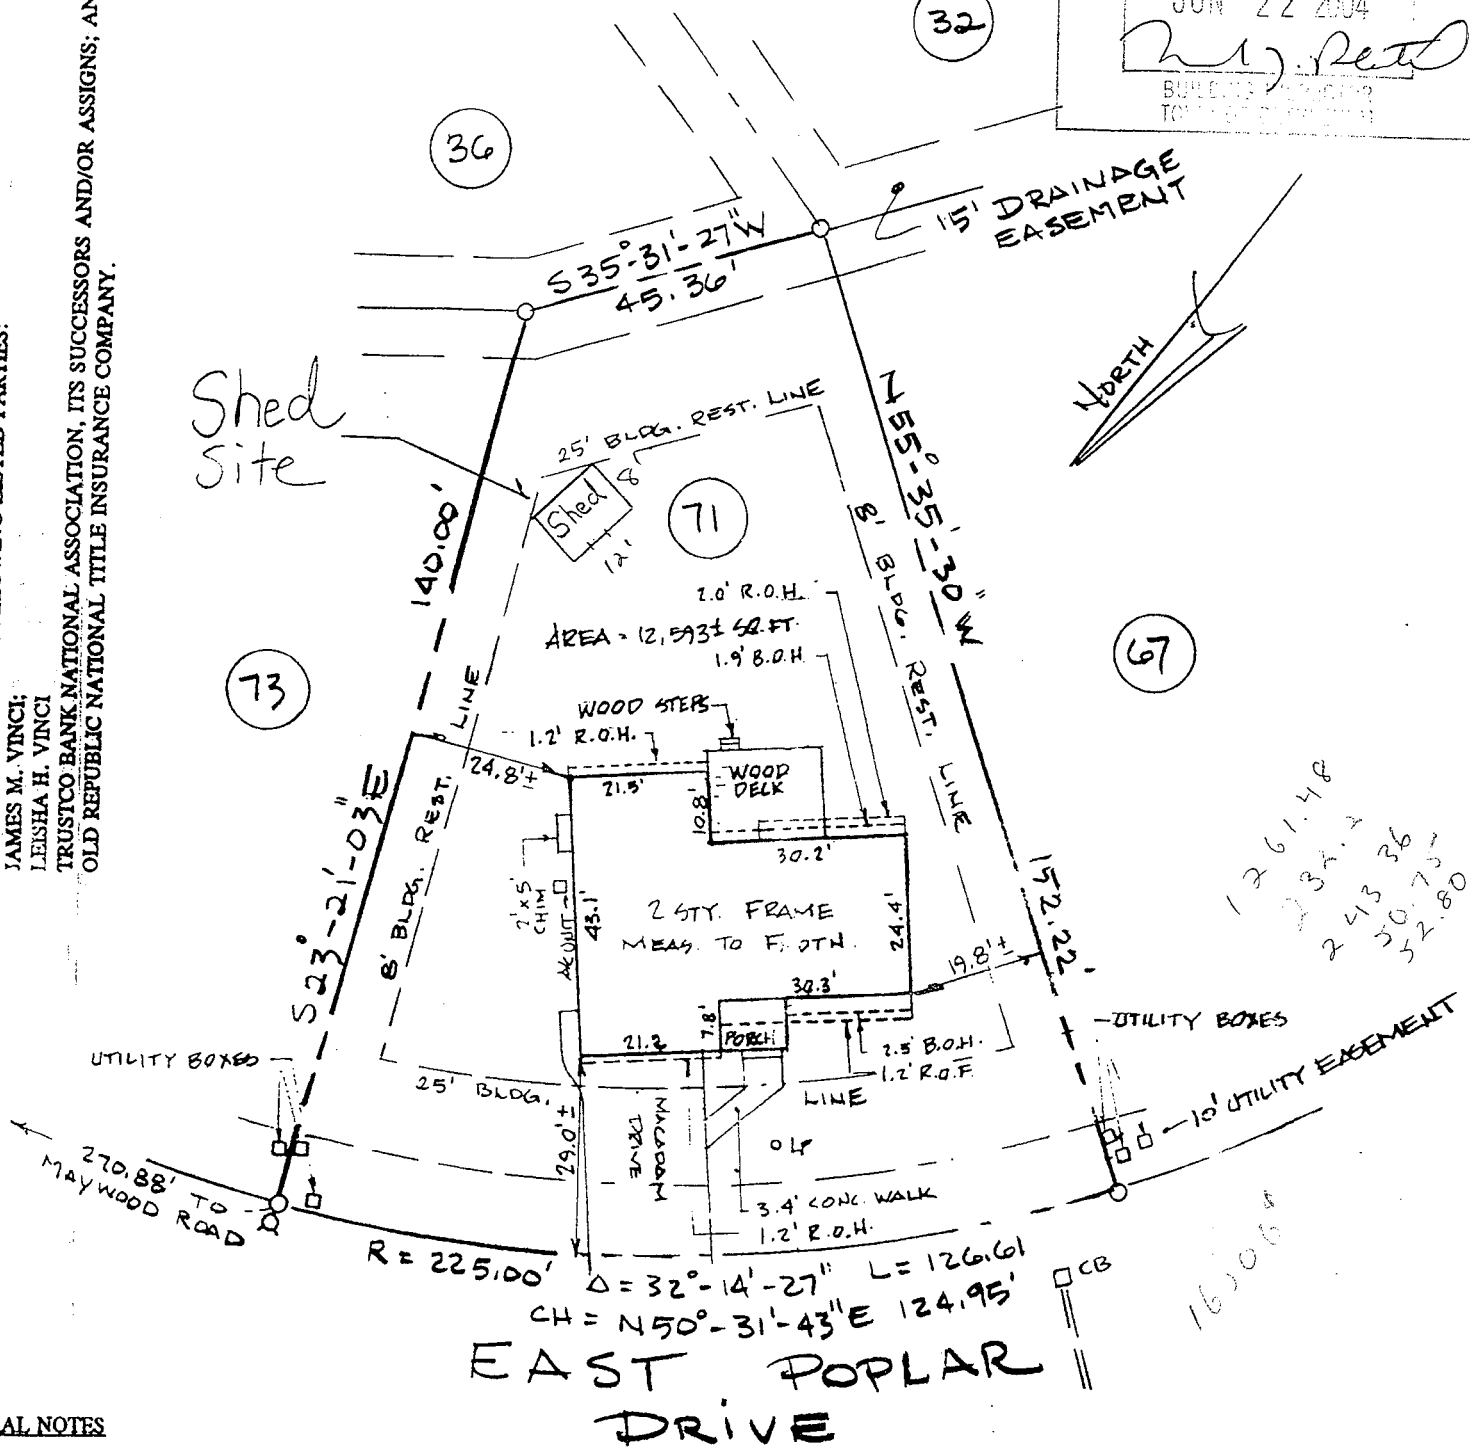 JAMES M. VINCI;
LEISHA H. VINCI
TRUSTCO BANK NATIONAL ASSOCIATION, ITS SUCCESSORS AND/OR ASSIGNS; AN
OLD REPUBLIC NATIONAL TITLE INSURANCE COMPANY.
JUN 22 2004
32
36
15' DRAINAGE
EASEMENT
S35°-31'-27"W
45.36'
NORTH
Shed
Site
25' BLDG. REST. LINE
Shed
8'
12'
71
140.00'
N55°-35'-30"W
8' BLDG. REST. LINE
2.0' R.O.H.
AREA = 12,593± SQ.FT.
1.9' B.O.H.
73
67
WOOD STEPS
1.2' R.O.H.
LINE
24.8'±
21.5'
WOOD
DECK
10.8'
30.2'
S23°-21'-03"E
8' BLDG. REST.
2'x5'
CHIM
AC UNIT
43.1'
2 STY. FRAME
MEAS. TO F. DTN.
24.4'
152.22'
19.8'±
30.3'
7.8'
PORCH
21.2
2.5' B.O.H.
1.2' R.O.F.
UTILITY BOXES
UTILITY BOXES
25' BLDG.
LINE
10' UTILITY EASEMENT
29.0'±
MACADAM
DRIVE
LP
3.4' CONC. WALK
1.2' R.O.H.
270.88' TO
MAYWOOD ROAD
R = 225.00'
Δ = 32°-14'-27"
L = 126.61
CH = N50°-31'-43"E 124.95'
CB
EAST POPLAR
DRIVE
1261.48
243 36
50.75
52.80
AL NOTES